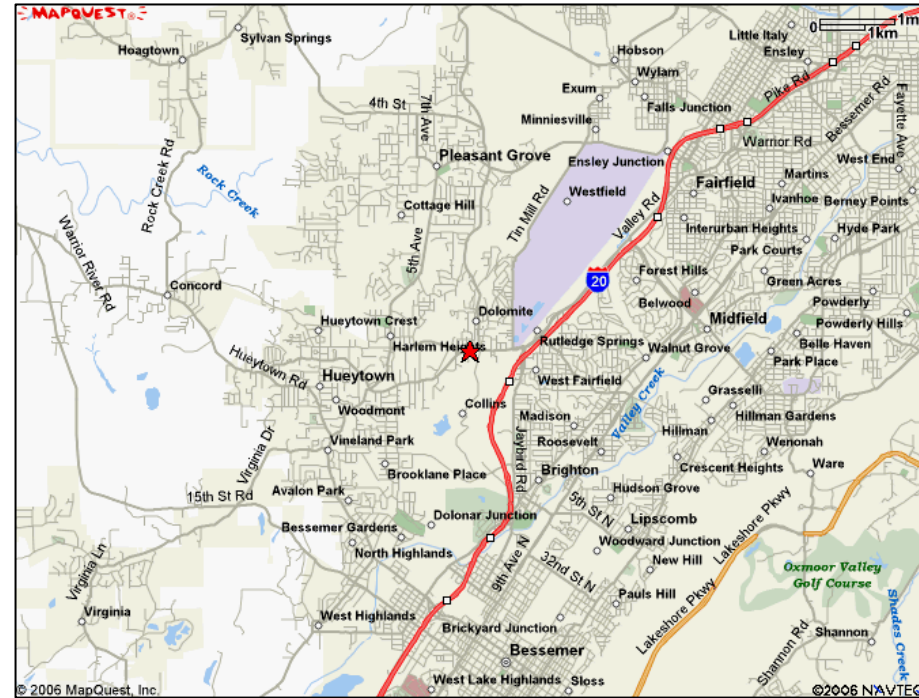 MAPQUEST
0
1m
1km
Sylvan Springs
Hoagtown
Little Italy
Ensley
Hobson
Wylam
Exum
Falls Junction
Pike Rd
Bessemer Rd
Fayette Ave
4th St
7th Ave
Minniesville
Warrior Rd
Pleasant Grove
Ensley Junction
West End
Rock Creek Rd
Rock Creek
Westfield
Fairfield
Martins
Cottage Hill
Tin Mill Rd
Valley Rd
Ivanhoe
Berney Points
Interurban Heights
Hyde Park
Warrior River Rd
5th Ave
Park Courts
20
Forest Hills
Green Acres
Concord
Belwood
Powderly
Dolomite
Midfield
Hueytown Crest
Powderly Hills
Harlem Heights
Rutledge Springs
Walnut Grove
Belle Haven
Park Place
Hueytown Rd
Hueytown
West Fairfield
Grasselli
Woodmont
Collins
Madison
Valley Creek
Hillman Gardens
Hillman
Virginia Dr
Vineland Park
Roosevelt
Wenonah
Jaybird Rd
Brooklane Place
Brighton
Crescent Heights
Ware
15th St Rd
Avalon Park
5th St N
Hudson Grove
Lakeshore Pkwy
Bessemer Gardens
Dolonar Junction
Lipscomb
North Highlands
9th Ave N
Woodward Junction
Virginia Ln
32nd St N
New Hill
Oxmoor Valley
Golf Course
Virginia
West Highlands
Pauls Hill
Lakeshore Pkwy
Brickyard Junction
Shannon
Shades Creek
Bessemer
Shannon Rd
West Lake Highlands
Sloss
© 2006 MapQuest, Inc.
©2006 NAVTEC